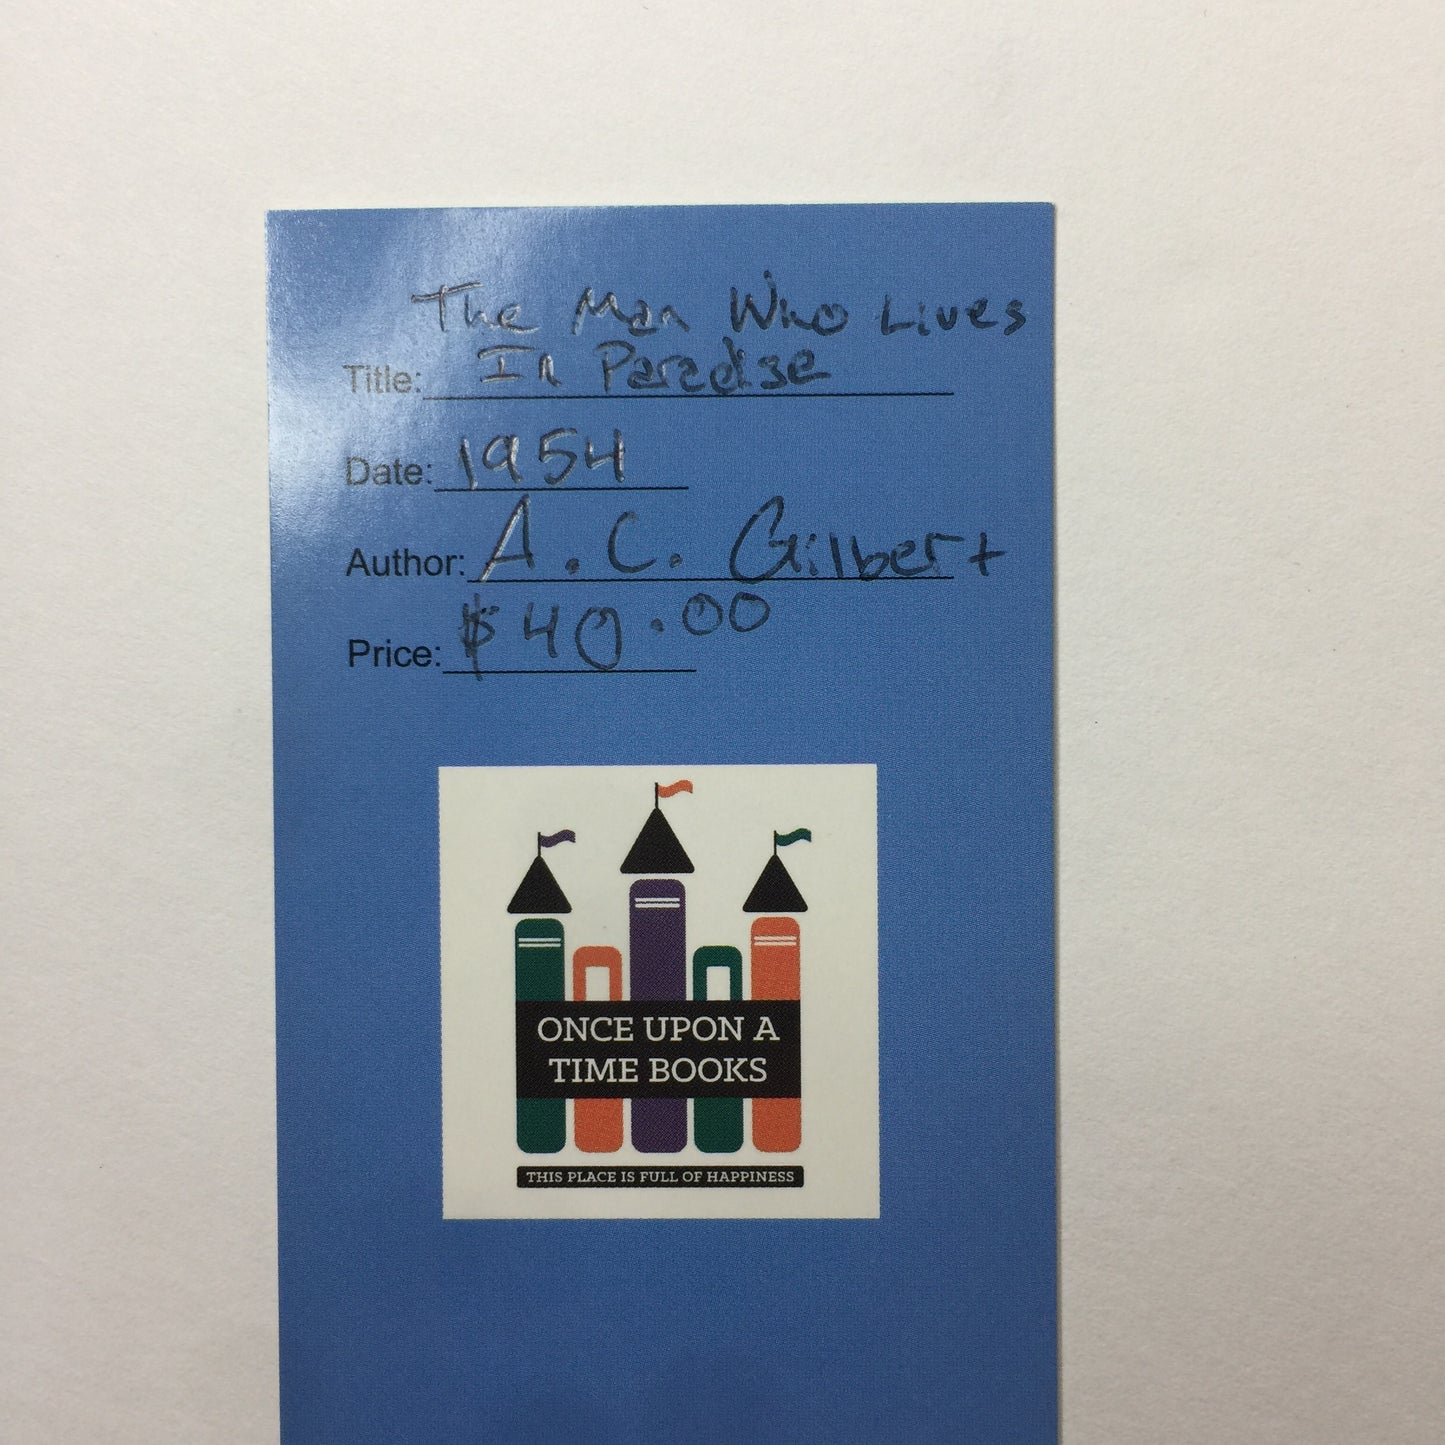 The Man Who Lives
Title: In Paradise
Date: 1954
Author: A.C. Gilbert
Price: $40.00
ONCE UPON A
TIME BOOKS
THIS PLACE IS FULL OF HAPPINESS